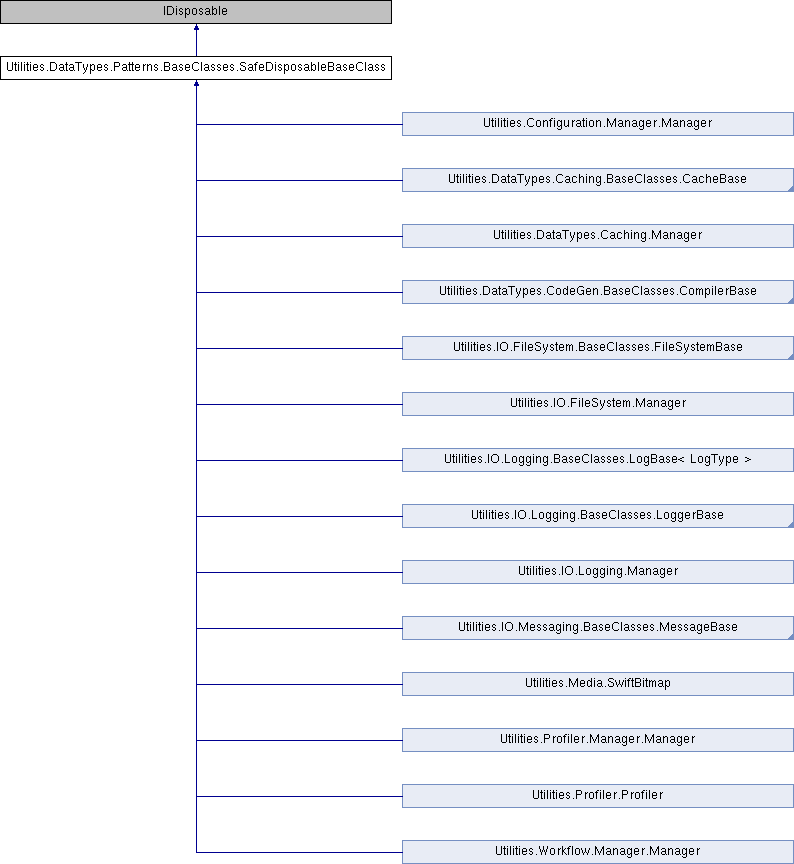 IDisposable
Utilities.DataTypes.Patterns.BaseClasses.SafeDisposableBaseClass
Utilities.Configuration.Manager.Manager
Utilities.DataTypes.Caching.BaseClasses.CacheBase
Utilities.DataTypes.Caching.Manager
Utilities.DataTypes.CodeGen.BaseClasses.CompilerBase
Utilities.IO.FileSystem.BaseClasses.FileSystemBase
Utilities.IO.FileSystem.Manager
Utilities.IO.Logging.BaseClasses.LogBase< LogType >
Utilities.IO.Logging.BaseClasses.LoggerBase
Utilities.IO.Logging.Manager
Utilities.IO.Messaging.BaseClasses.MessageBase
Utilities.Media.SwiftBitmap
Utilities.Profiler.Manager.Manager
Utilities.Profiler.Profiler
Utilities.Workflow.Manager.Manager